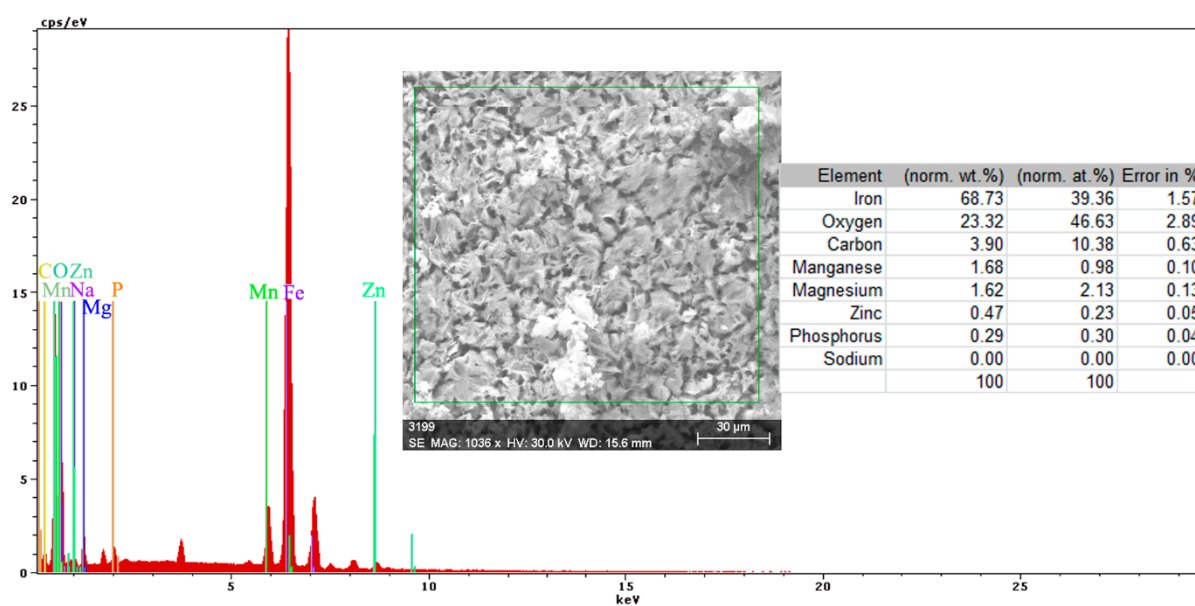 cps/eV
25
20
15
10
5
0
C O Zn
Mn Na P
Mg
Mn Fe Zn
5 10 15 20 25
keV
3199 30 µm
SE MAG: 1036 x HV: 30.0 kV WD: 15.6 mm
Element (norm. wt.%) (norm. at.%) Error in %
Iron 68.73 39.36 1.57
Oxygen 23.32 46.63 2.89
Carbon 3.90 10.38 0.63
Manganese 1.68 0.98 0.10
Magnesium 1.62 2.13 0.13
Zinc 0.47 0.23 0.05
Phosphorus 0.29 0.30 0.04
Sodium 0.00 0.00 0.00
100 100